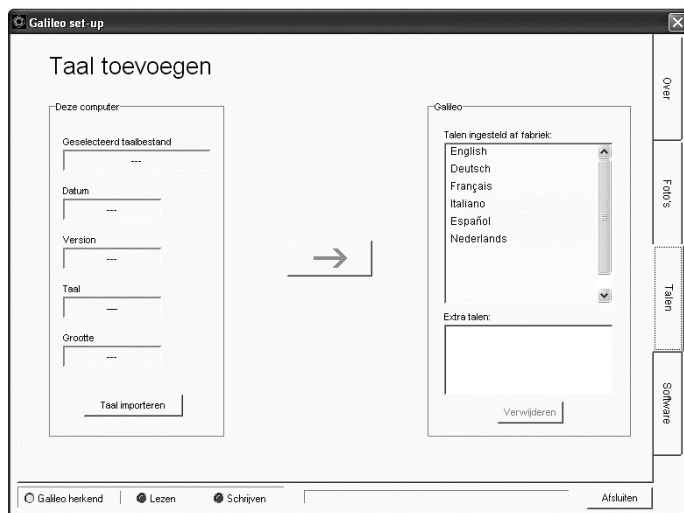 Galileo set-up
Taal toevoegen
Deze computer
Geselecteerd taalbestand
---
Datum
---
Version
---
Taal
---
Grootte
---
Taal importeren
Galileo
Talen ingesteld af fabriek:
English
Deutsch
Français
Italiano
Español
Nederlands
Extra talen:
Verwijderen
Over
Foto's
Talen
Software
Galileo herkend
Lezen
Schrijven
Afsluiten